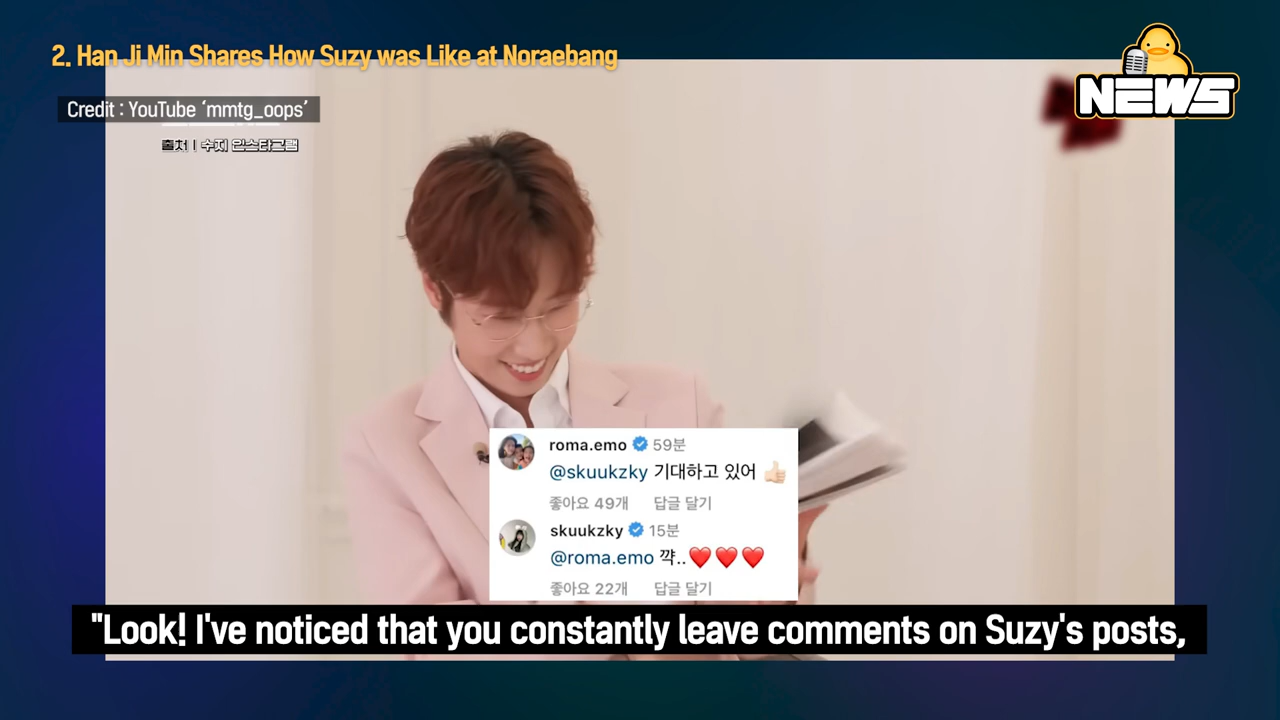 2. Han Ji Min Shares How Suzy was Like at Noraebang
NEWS
Credit : YouTube ‘mmtg_oops’
출처 | 수지 인스타그램
roma.emo 59분
@skuukzky 기대하고 있어 👍🏻
좋아요 49개 답글 달기
skuukzky 15분
@roma.emo 꺅..❤️❤️❤️
좋아요 22개 답글 달기
"Look! I've noticed that you constantly leave comments on Suzy's posts,